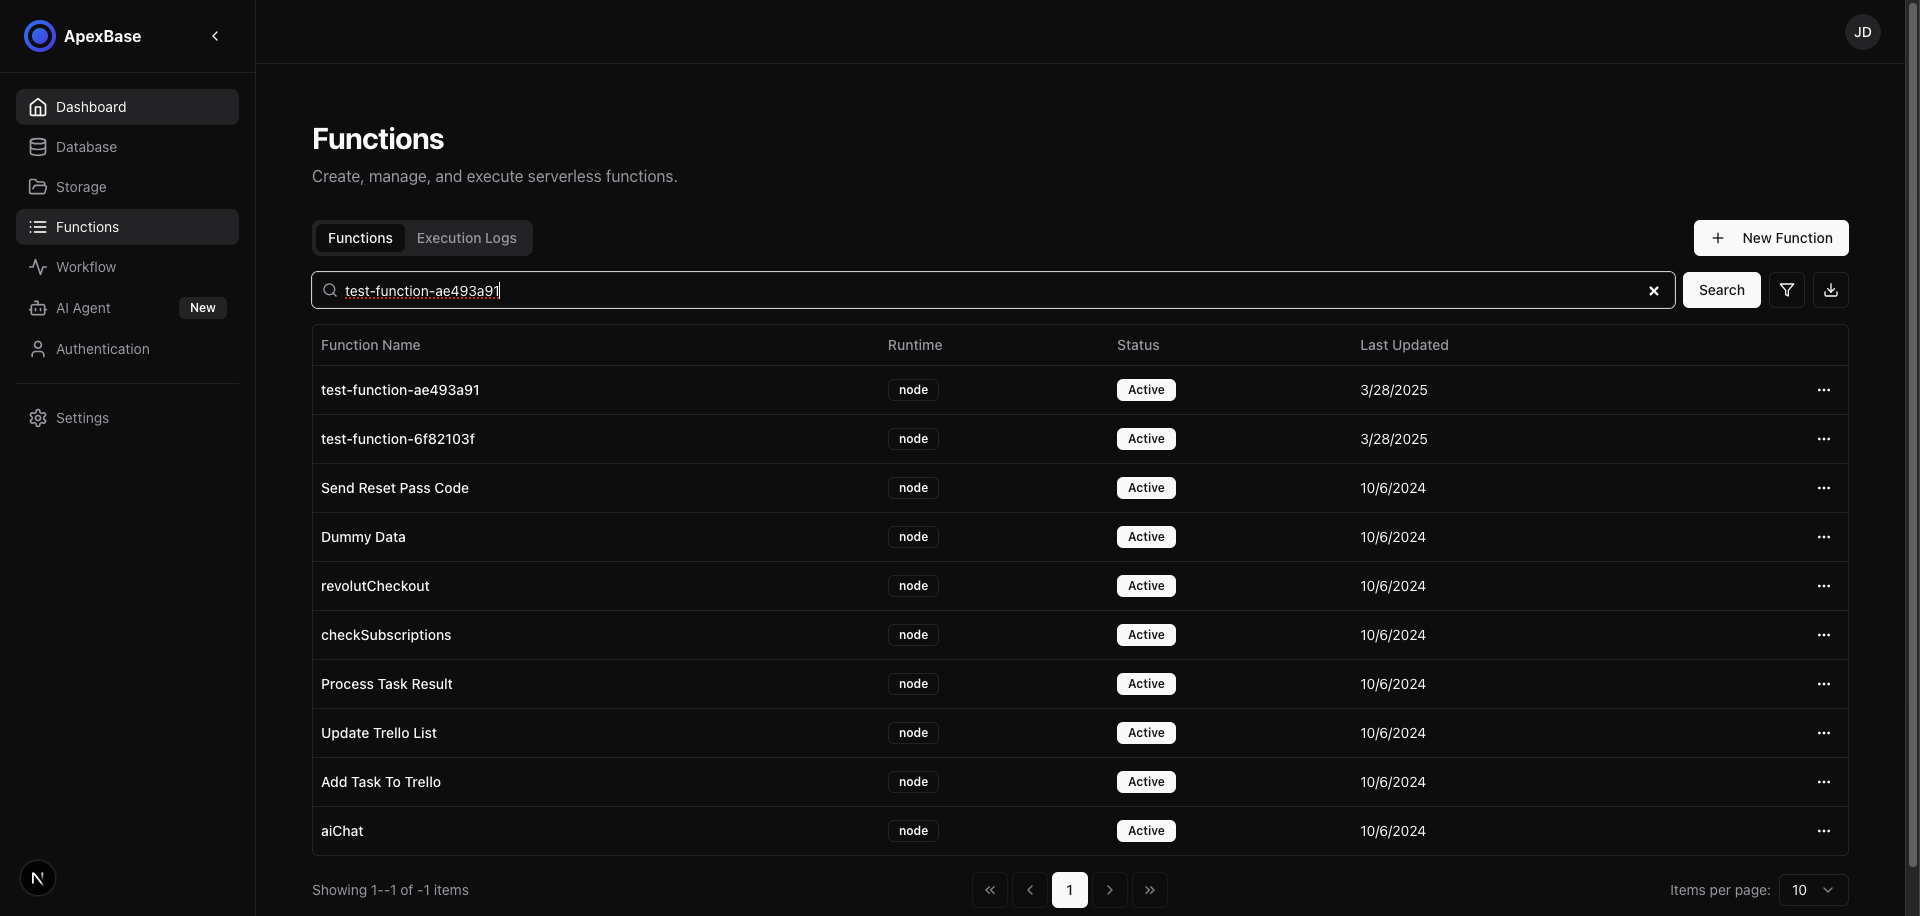 ApexBase
JD
Dashboard
Database
Storage
Functions
Workflow
AI Agent New
Authentication
Settings
Functions
Create, manage, and execute serverless functions.
Functions Execution Logs
New Function
test-function-ae493a91
Search
Function Name Runtime Status Last Updated
test-function-ae493a91 node Active 3/28/2025
test-function-6f82103f node Active 3/28/2025
Send Reset Pass Code node Active 10/6/2024
Dummy Data node Active 10/6/2024
revolutCheckout node Active 10/6/2024
checkSubscriptions node Active 10/6/2024
Process Task Result node Active 10/6/2024
Update Trello List node Active 10/6/2024
Add Task To Trello node Active 10/6/2024
aiChat node Active 10/6/2024
N
Showing 1--1 of -1 items
1
Items per page: 10